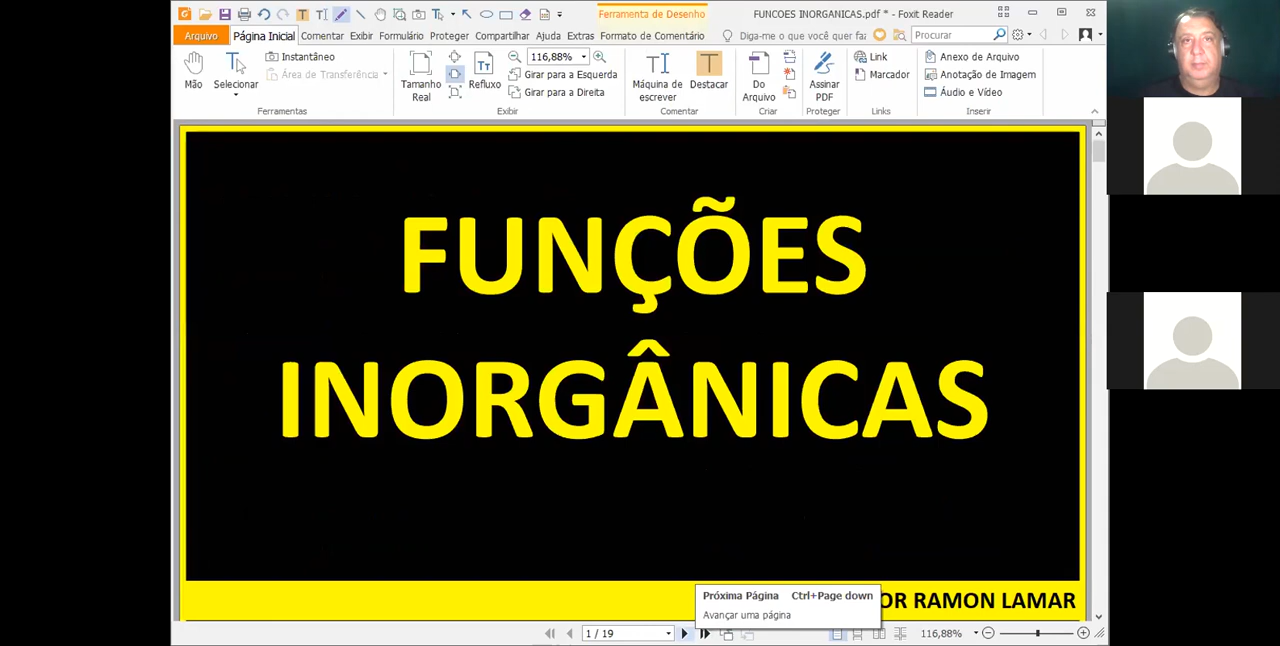 Ferramenta de Desenho
FUNCOES INORGANICAS.pdf * - Foxit Reader
Arquivo Página Inicial Comentar Exibir Formulário Proteger Compartilhar Ajuda Extras Formato de Comentário Diga-me o que você quer faz Procurar
Mão
Selecionar
Instantâneo
Área de Transferência
Ferramentas
Tamanho Real
Refluxo
116,88%
Girar para a Esquerda
Girar para a Direita
Exibir
Máquina de escrever
Destacar
Comentar
Do Arquivo
Criar
Assinar PDF
Proteger
Link
Marcador
Links
Anexo de Arquivo
Anotação de Imagem
Áudio e Vídeo
Inserir
FUNÇÕES
INORGÂNICAS
OR RAMON LAMAR
Próxima Página Ctrl+Page down
Avançar uma página
1 / 19
116,88%